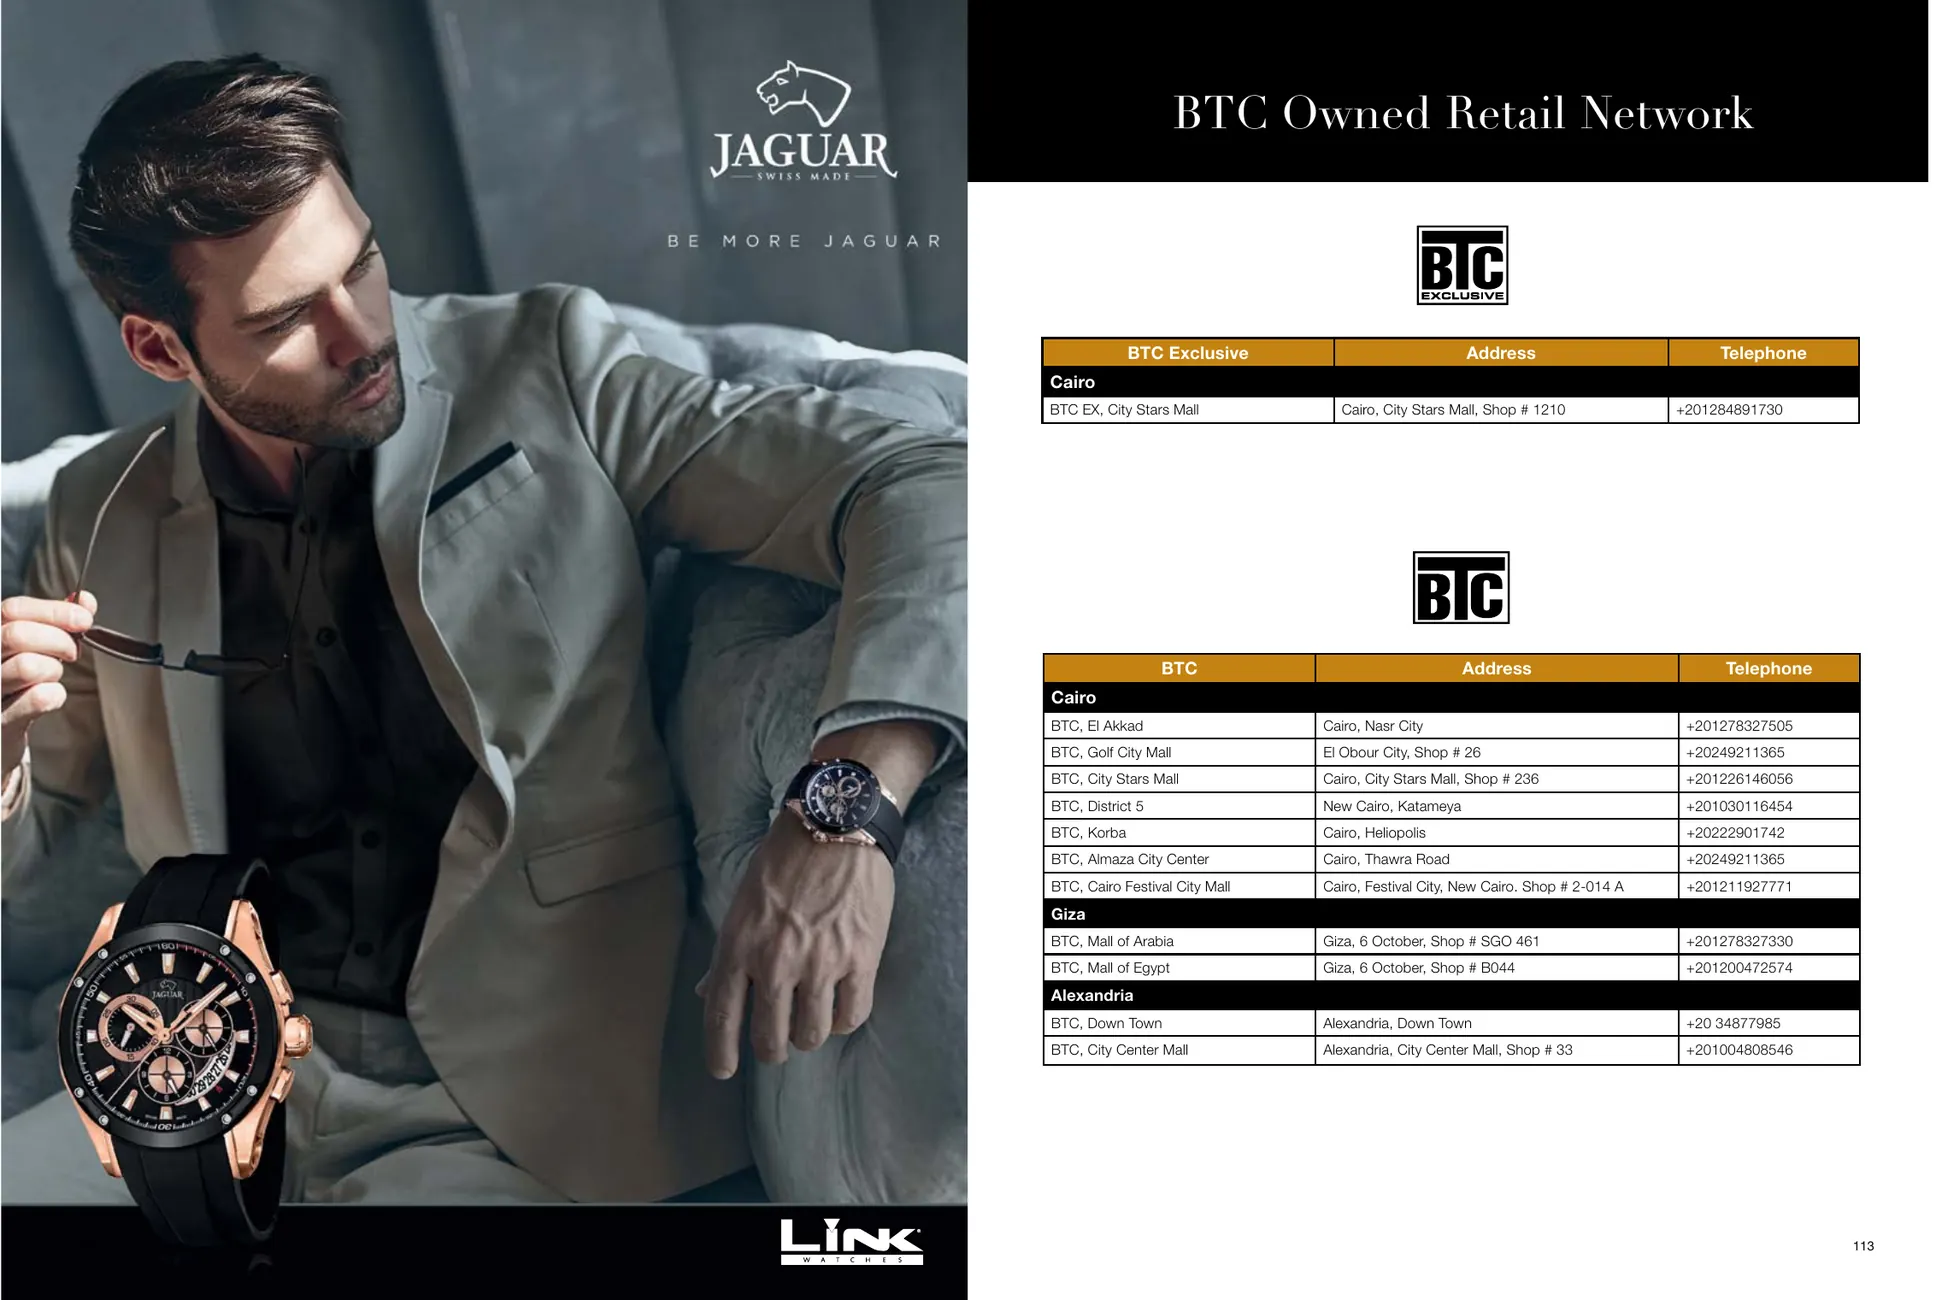 JAGUAR
SWISS MADE
BE MORE JAGUAR
JAGUAR
LINK
WATCHES
BTC Owned Retail Network
BTC
EXCLUSIVE
BTC Exclusive Address Telephone
Cairo
BTC EX, City Stars Mall Cairo, City Stars Mall, Shop # 1210 +201284891730
BTC
BTC Address Telephone
Cairo
BTC, El Akkad Cairo, Nasr City +201278327505
BTC, Golf City Mall El Obour City, Shop # 26 +20249211365
BTC, City Stars Mall Cairo, City Stars Mall, Shop # 236 +201226146056
BTC, District 5 New Cairo, Katameya +201030116454
BTC, Korba Cairo, Heliopolis +20222901742
BTC, Almaza City Center Cairo, Thawra Road +20249211365
BTC, Cairo Festival City Mall Cairo, Festival City, New Cairo. Shop # 2-014 A +201211927771
Giza
BTC, Mall of Arabia Giza, 6 October, Shop # SGO 461 +201278327330
BTC, Mall of Egypt Giza, 6 October, Shop # B044 +201200472574
Alexandria
BTC, Down Town Alexandria, Down Town +20 34877985
BTC, City Center Mall Alexandria, City Center Mall, Shop # 33 +201004808546
113